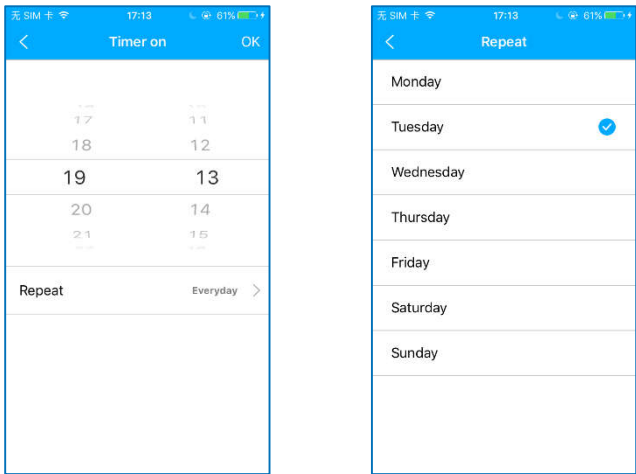 无 SIM 卡 17:13 61%
Timer on OK
17 11
18 12
19 13
20 14
21 15
Repeat Everyday
无 SIM 卡 17:13 61%
Repeat
Monday
Tuesday
Wednesday
Thursday
Friday
Saturday
Sunday